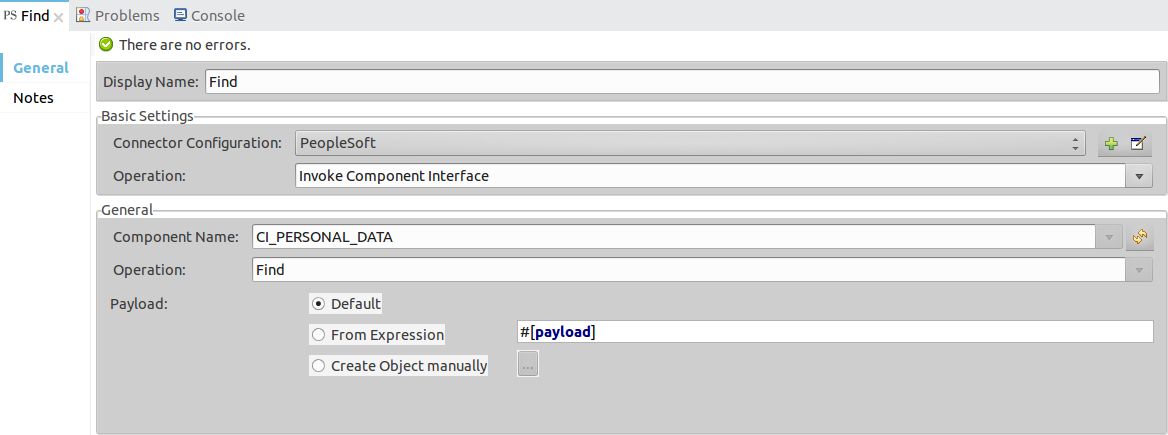 PS Find Problems Console
There are no errors.
General
Notes
Display Name: Find
Basic Settings
Connector Configuration: PeopleSoft
Operation: Invoke Component Interface
General
Component Name: CI_PERSONAL_DATA
Operation: Find
Payload: Default
From Expression #[payload]
Create Object manually ...